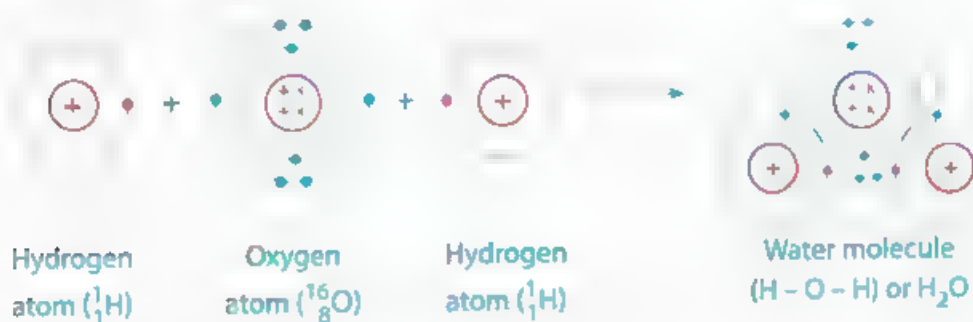 + + + + + + + + +
Hydrogen
atom (¹₁H)
Oxygen
atom (¹⁶₈O)
Hydrogen
atom (¹₁H)
Water molecule
(H – O – H) or H₂O